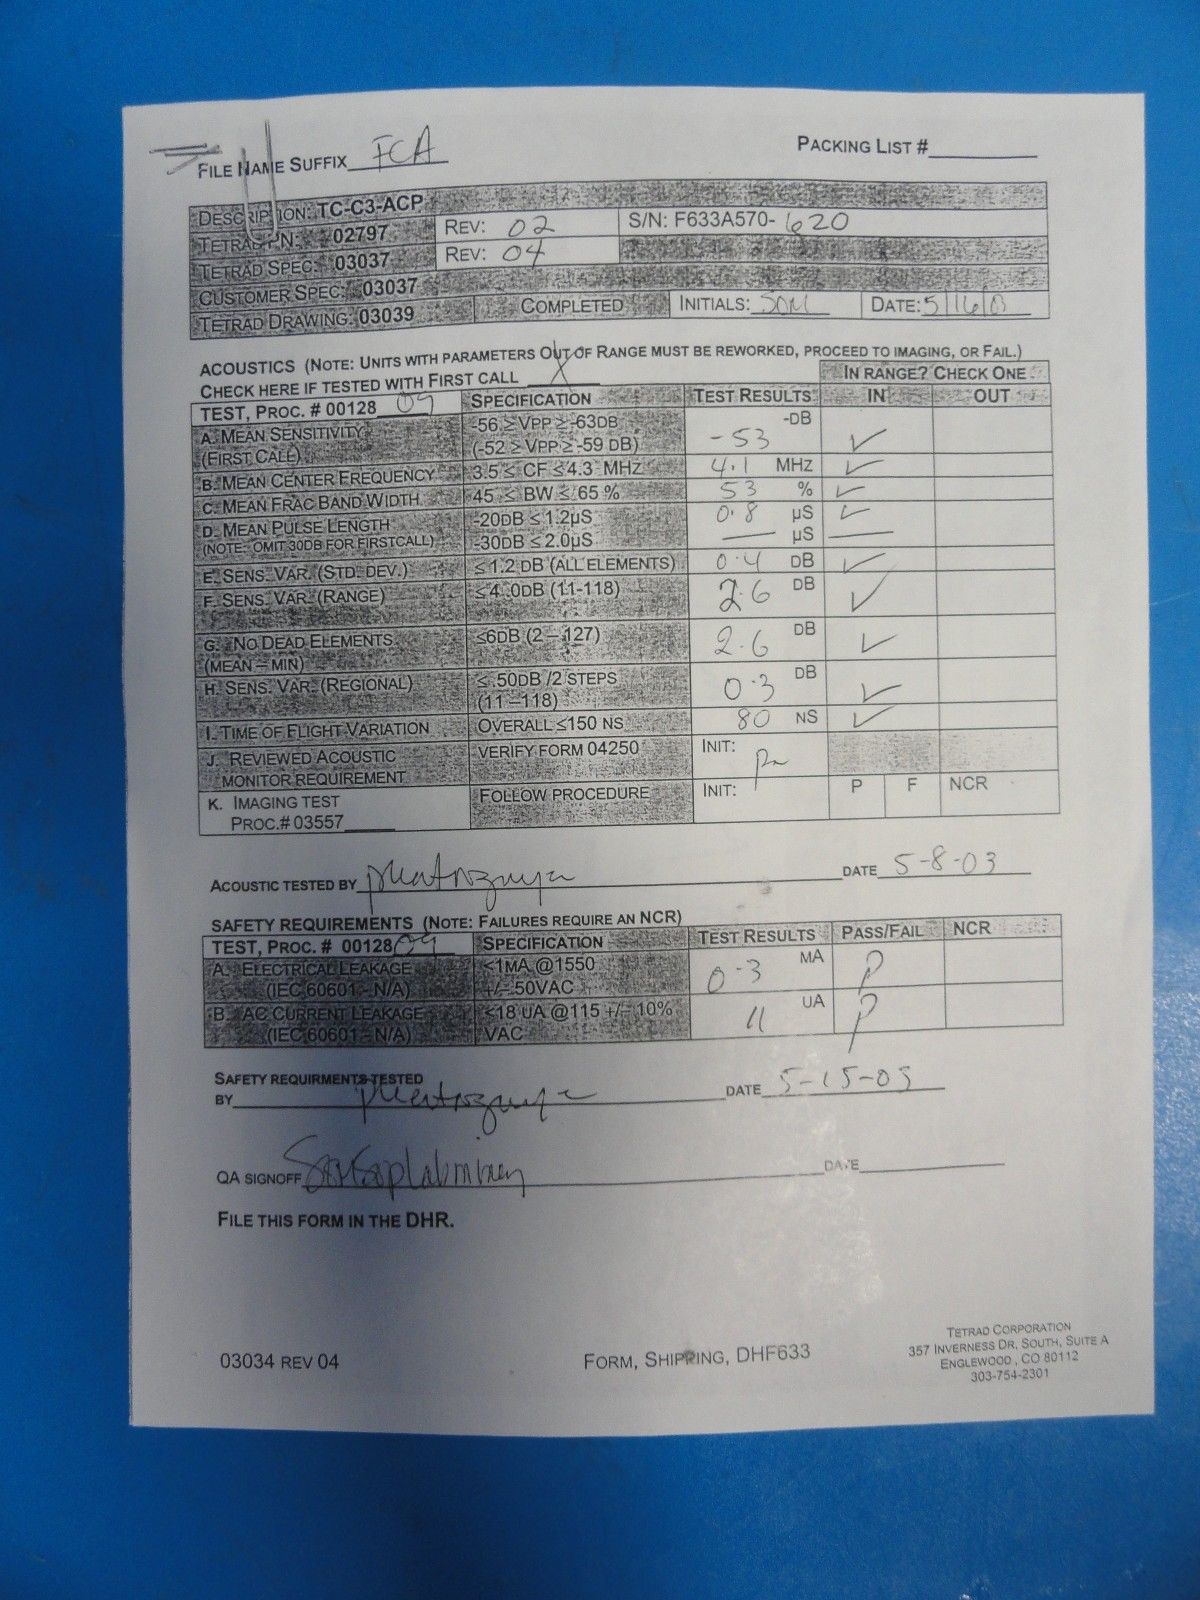 FILE NAME SUFFIX FCA
PACKING LIST #
DESCRIPTION: TC-C3-ACP
TETRAD PN: 02797 REV: 02 S/N: F633A570-620
TETRAD SPEC: 03037 REV: 04
CUSTOMER SPEC: 03037
TETRAD DRAWING: 03039 COMPLETED INITIALS: DATE: 5/16/03
ACOUSTICS (NOTE: UNITS WITH PARAMETERS OUT OF RANGE MUST BE REWORKED, PROCEED TO IMAGING, OR FAIL.)
CHECK HERE IF TESTED WITH FIRST CALL X IN RANGE? CHECK ONE
TEST, PROC. # 00128 09 SPECIFICATION TEST RESULTS IN OUT
A. MEAN SENSITIVITY -56 ≥ VPP ≥ -63DB -DB
(FIRST CALL) (-52 ≥ VPP ≥ -59 DB) -53 ✓
B. MEAN CENTER FREQUENCY 3.5 ≤ CF ≤ 4.3 MHZ 4.1 MHZ ✓
C. MEAN FRAC BAND WIDTH 45 ≤ BW ≤ 65 % 53 % ✓
D. MEAN PULSE LENGTH -20DB ≤ 1.2µS 0.8 µS ✓
(NOTE: OMIT 30DB FOR FIRSTCALL) -30DB ≤ 2.0µS — µS —
E. SENS. VAR. (STD. DEV.) ≤1.2 DB (ALL ELEMENTS) 0.4 DB ✓
F. SENS. VAR. (RANGE) ≤4.0DB (11-118) 2.6 DB ✓
G. NO DEAD ELEMENTS ≤6DB (2 – 127) 2.6 DB ✓
(MEAN – MIN)
H. SENS. VAR. (REGIONAL) ≤ .50DB /2 STEPS 0.3 DB ✓
(11 –118)
I. TIME OF FLIGHT VARIATION OVERALL ≤150 NS 80 NS ✓
J. REVIEWED ACOUSTIC VERIFY FORM 04250 INIT:
MONITOR REQUIREMENT
K. IMAGING TEST FOLLOW PROCEDURE INIT: P F NCR
PROC.# 03557
ACOUSTIC TESTED BY DATE 5-8-03
SAFETY REQUIREMENTS (NOTE: FAILURES REQUIRE AN NCR)
TEST, PROC. # 00128 09 SPECIFICATION TEST RESULTS PASS/FAIL NCR
A. ELECTRICAL LEAKAGE <1MA @1550 0.3 MA P
(IEC 60601 – N/A) +/- 50VAC
B. AC CURRENT LEAKAGE <18 UA @115 +/- 10% 11 UA P
(IEC 60601 – N/A) VAC
SAFETY REQUIRMENTS TESTED
BY DATE 5-15-03
QA SIGNOFF DATE
FILE THIS FORM IN THE DHR.
03034 REV 04
FORM, SHIPPING, DHF633
TETRAD CORPORATION
357 INVERNESS DR, SOUTH, SUITE A
ENGLEWOOD, CO 80112
303-754-2301